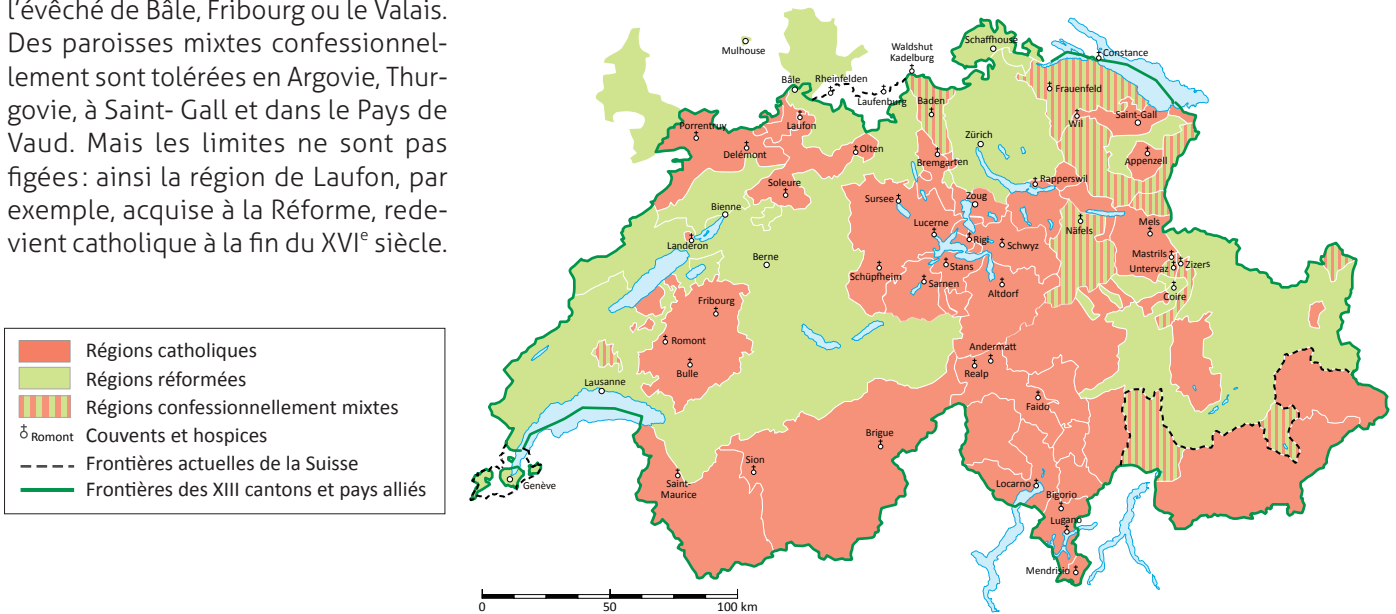 l'évêché de Bâle, Fribourg ou le Valais.
Des paroisses mixtes confessionnel-
lement sont tolérées en Argovie, Thur-
govie, à Saint- Gall et dans le Pays de
Vaud. Mais les limites ne sont pas
figées: ainsi la région de Laufon, par
exemple, acquise à la Réforme, rede-
vient catholique à la fin du XVIe siècle.
Régions catholiques
Régions réformées
Régions confessionnellement mixtes
Romont Couvents et hospices
Frontières actuelles de la Suisse
Frontières des XIII cantons et pays alliés
Mulhouse
Schaffhouse
Waldshut
Kadelburg
Constance
Bâle
Rheinfelden
Laufenburg
Frauenfeld
Baden
Porrentruy
Laufon
Wil
Saint-Gall
Delémont
Olten
Zürich
Bremgarten
Appenzell
Soleure
Rapperswil
Bienne
Sursee
Zoug
Landeron
Lucerne
Rigi
Schwyz
Näfels
Mels
Berne
Schüpfheim
Stans
Sarnen
Altdorf
Mastrils
Untervaz
Zizers
Coire
Fribourg
Romont
Bulle
Andermatt
Realp
Lausanne
Faido
Brigue
Sion
Saint-
Maurice
Genève
Locarno
Bigorio
Lugano
Mendrisio
0 50 100 km